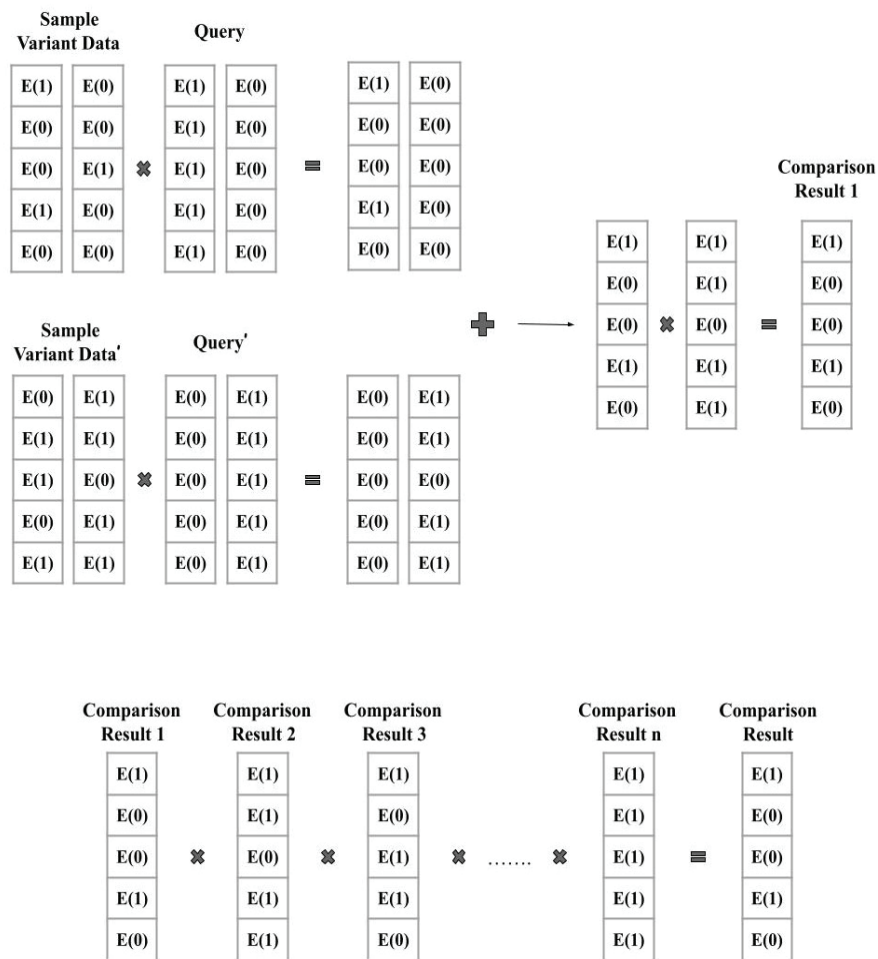 Sample
Variant Data
Query
E(1) E(0) E(1) E(0) E(1) E(0)
E(0) E(0) E(1) E(0) E(0) E(0)
E(0) E(1) ✖ E(1) E(0) = E(0) E(0)
E(1) E(0) E(1) E(0) E(1) E(0)
E(0) E(0) E(1) E(0) E(0) E(0)
Sample
Variant Data′
Query′
E(0) E(1) E(0) E(1) E(0) E(1)
E(1) E(1) E(0) E(1) E(0) E(1)
E(1) E(0) ✖ E(0) E(1) = E(0) E(0)
E(0) E(1) E(0) E(1) E(0) E(1)
E(1) E(1) E(0) E(1) E(0) E(1)
✚
Comparison
Result 1
E(1) E(1) E(1)
E(0) E(1) E(0)
E(0) ✖ E(0) = E(0)
E(1) E(1) E(1)
E(0) E(1) E(0)
Comparison Comparison Comparison Comparison Comparison
Result 1 Result 2 Result 3 Result n Result
E(1) E(1) E(1) E(1) E(1)
E(0) E(1) E(0) E(1) E(0)
E(0) ✖ E(0) ✖ E(1) ✖ ....... ✖ E(1) = E(0)
E(1) E(1) E(1) E(1) E(1)
E(0) E(1) E(0) E(1) E(0)